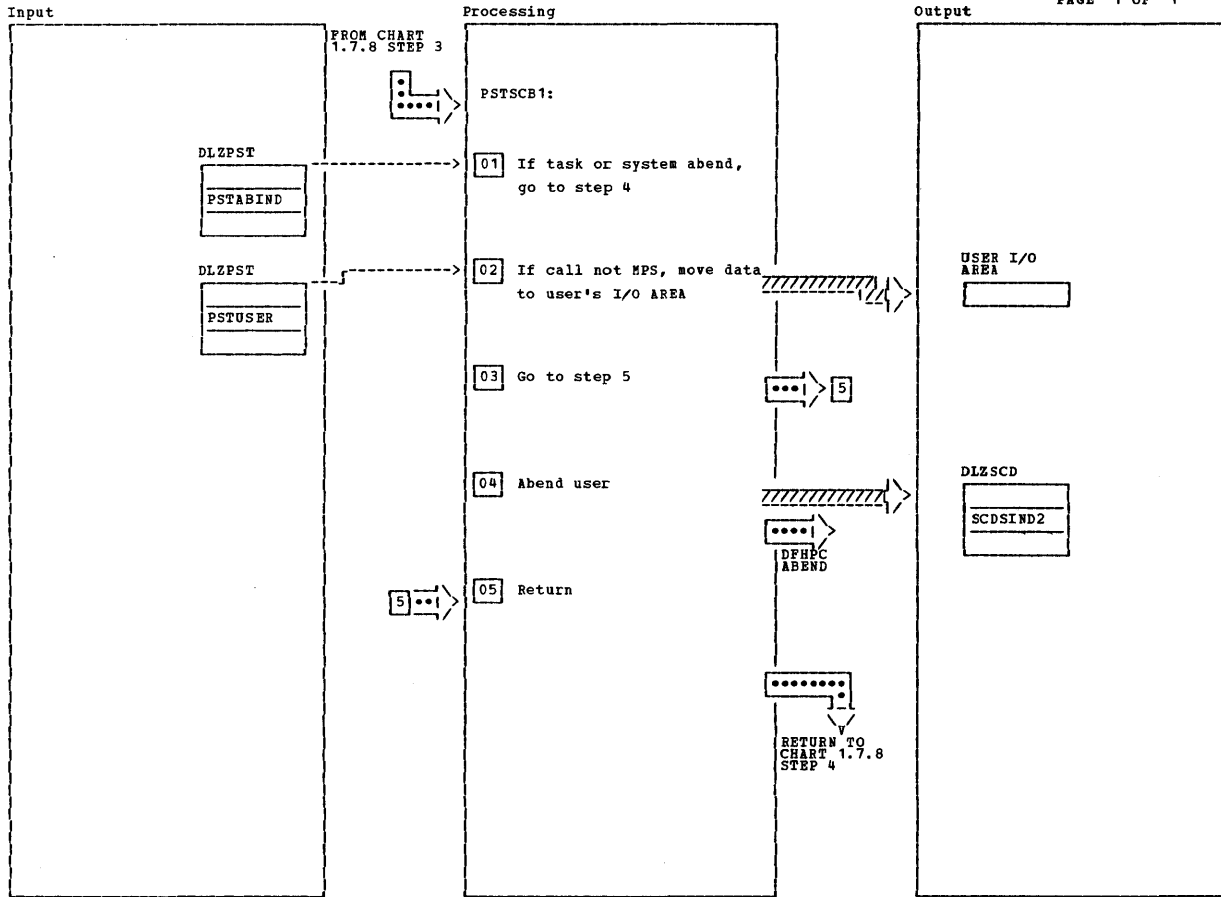 PAGE 1 OF 1
Input
Processing
Output
FROM CHART
1.7.8 STEP 3
PSTSCB1:
DLZPST
PSTABIND
01 If task or system abend,
go to step 4
DLZPST
PSTUSER
02 If call not MPS, move data
to user's I/O AREA
USER I/O
AREA
03 Go to step 5
5
04 Abend user
DLZSCD
SCDSIND2
DFHPC
ABEND
5
05 Return
RETURN TO
CHART 1.7.8
STEP 4